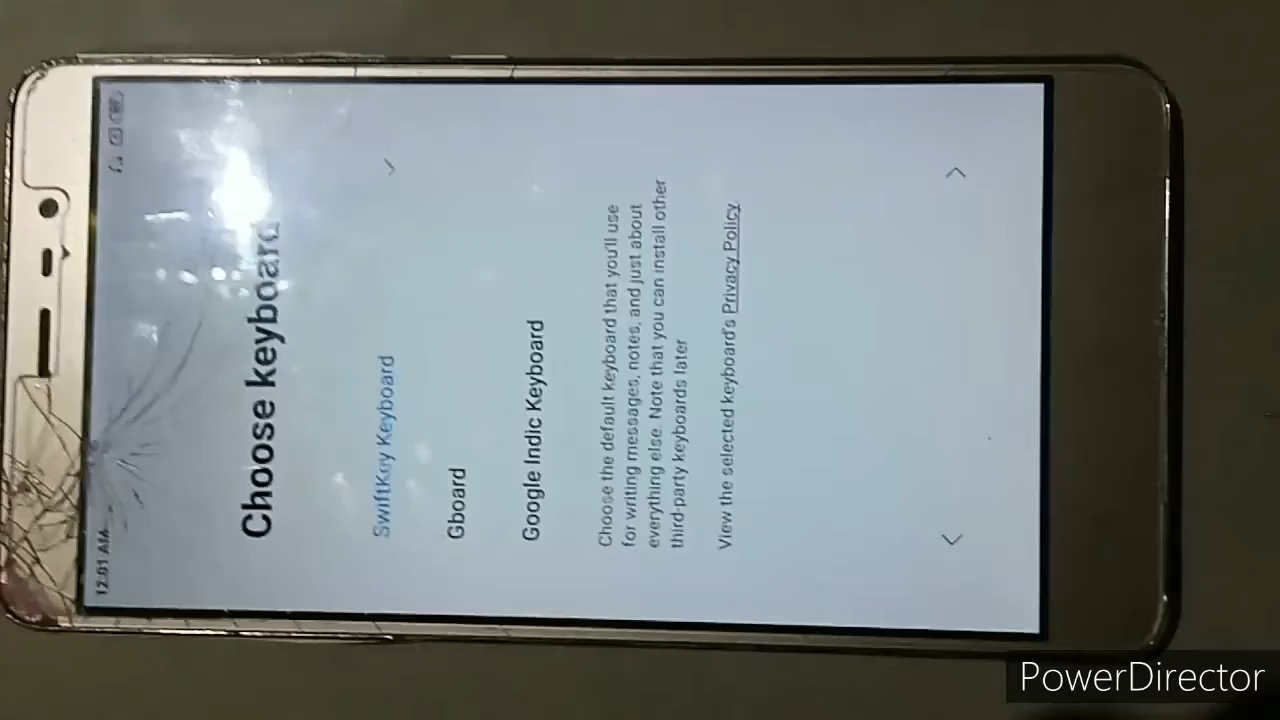 12:01 AM
Choose keyboard
SwiftKey Keyboard
Gboard
Google Indic Keyboard
Choose the default keyboard that you'll use
for writing messages, notes, and just about
everything else. Note that you can install other
third-party keyboards later
View the selected keyboard's Privacy Policy.
PowerDirector